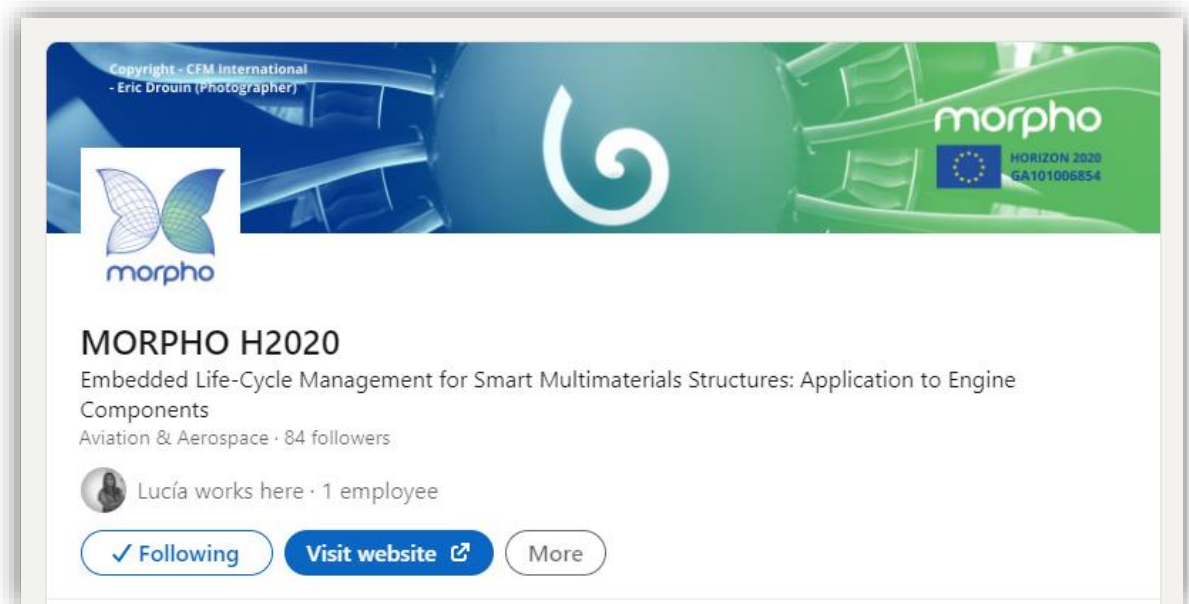 Copyright - CFM International
- Eric Drouin (Photographer)
morpho
HORIZON 2020
GA101006854
morpho
MORPHO H2020
Embedded Life-Cycle Management for Smart Multimaterials Structures: Application to Engine
Components
Aviation & Aerospace · 84 followers
Lucía works here · 1 employee
✓ Following
Visit website
More